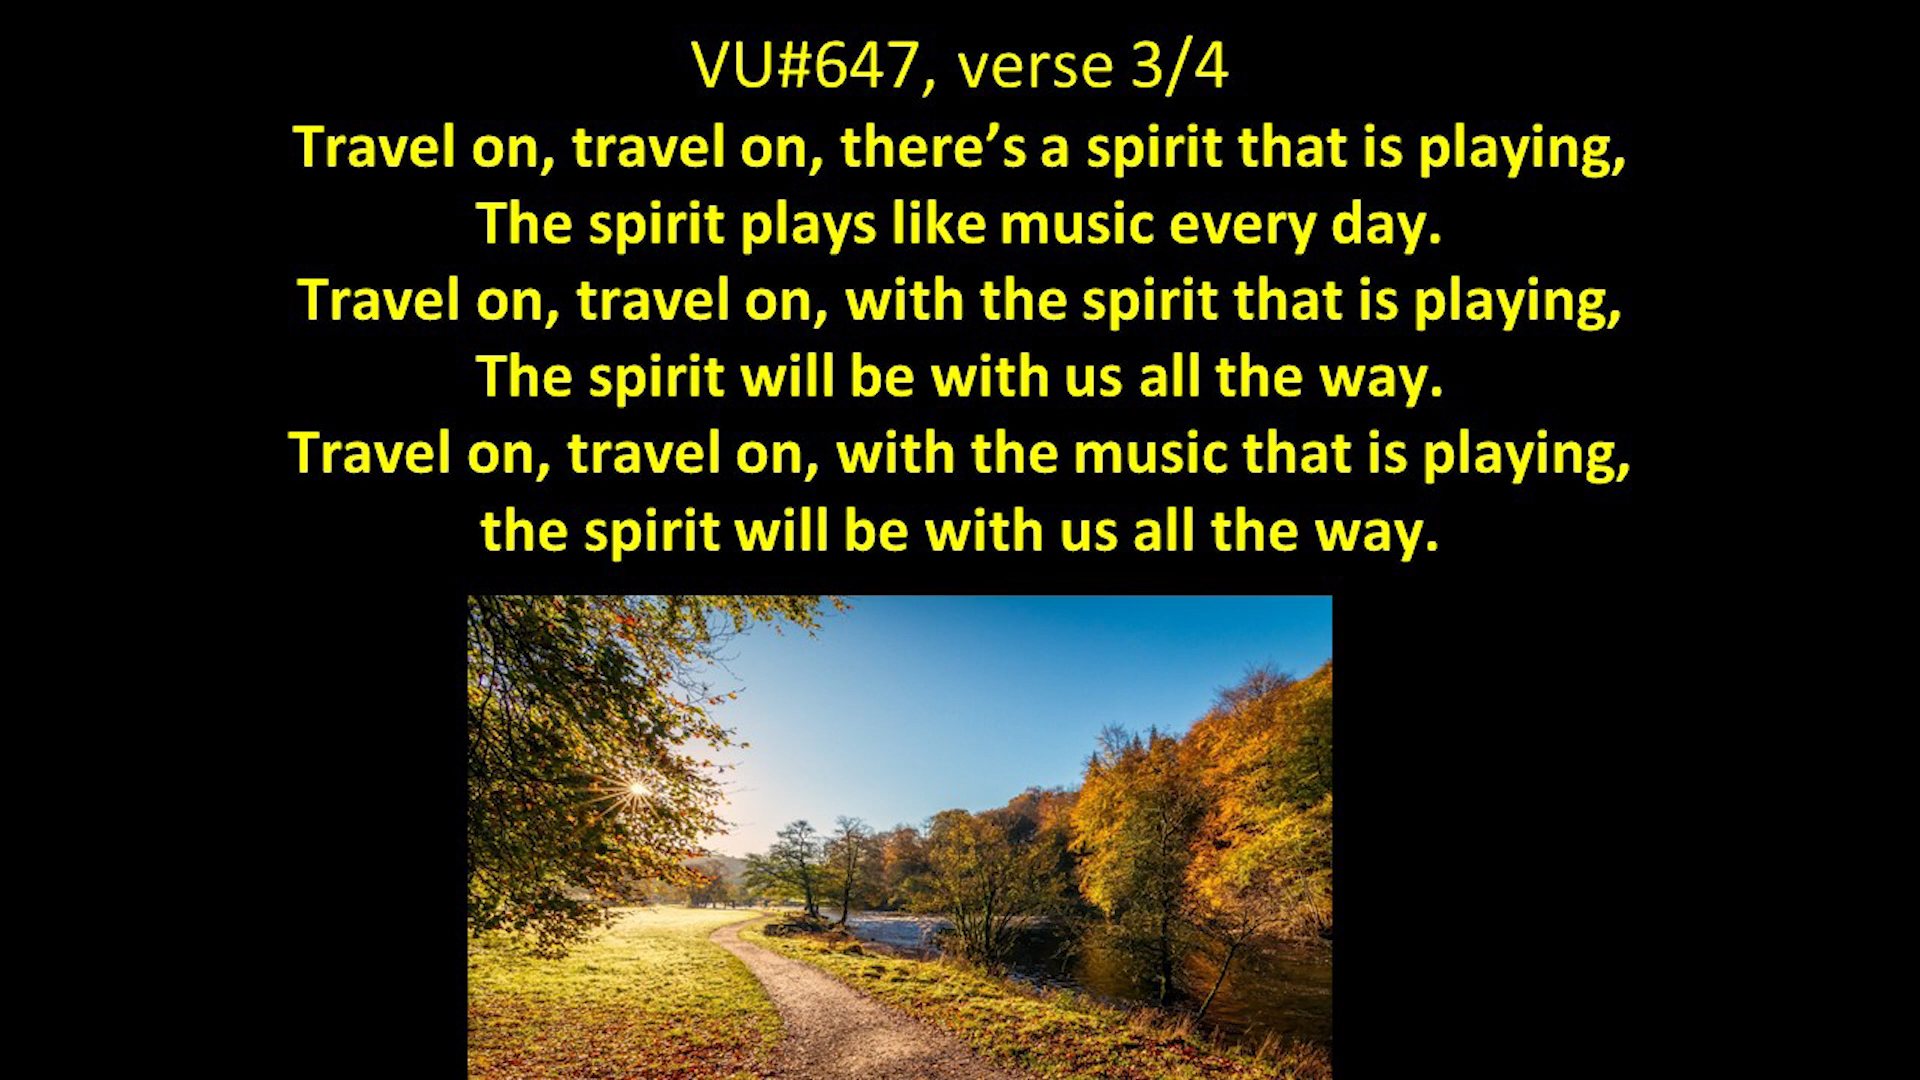 VU#647, verse 3/4
Travel on, travel on, there’s a spirit that is playing,
The spirit plays like music every day.
Travel on, travel on, with the spirit that is playing,
The spirit will be with us all the way.
Travel on, travel on, with the music that is playing,
the spirit will be with us all the way.